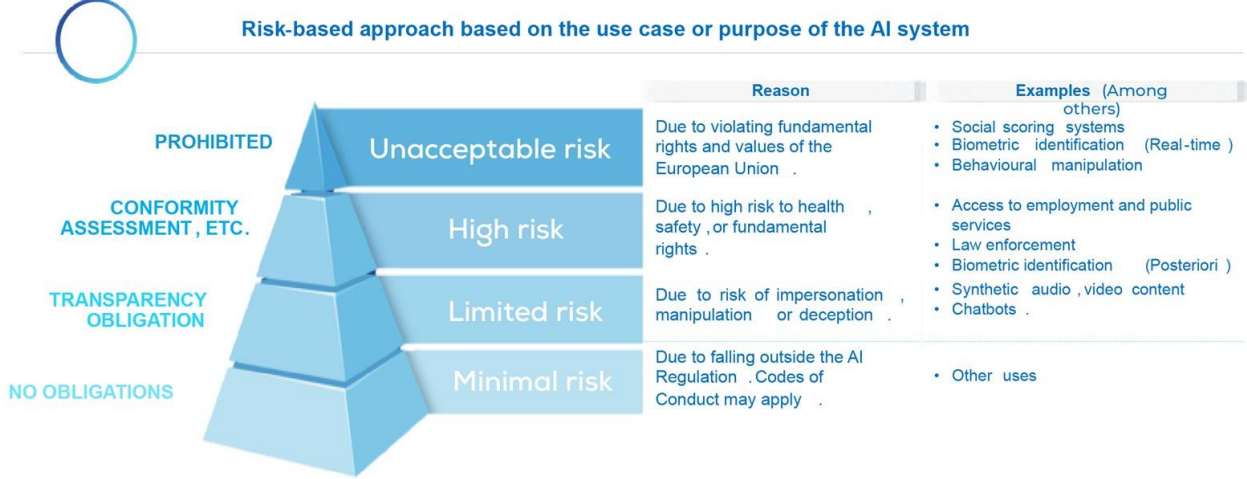 Risk-based approach based on the use case or purpose of the AI system
Reason
Examples (Among
others)
PROHIBITED
Unacceptable risk
Due to violating fundamental
rights and values of the
European Union .
• Social scoring systems
• Biometric identification (Real-time )
• Behavioural manipulation
CONFORMITY
ASSESSMENT , ETC.
High risk
Due to high risk to health ,
safety , or fundamental
rights .
• Access to employment and public
services
• Law enforcement
• Biometric identification (Posteriori )
TRANSPARENCY
OBLIGATION
Limited risk
Due to risk of impersonation ,
manipulation or deception .
• Synthetic audio , video content
• Chatbots .
NO OBLIGATIONS
Minimal risk
Due to falling outside the AI
Regulation . Codes of
Conduct may apply .
• Other uses